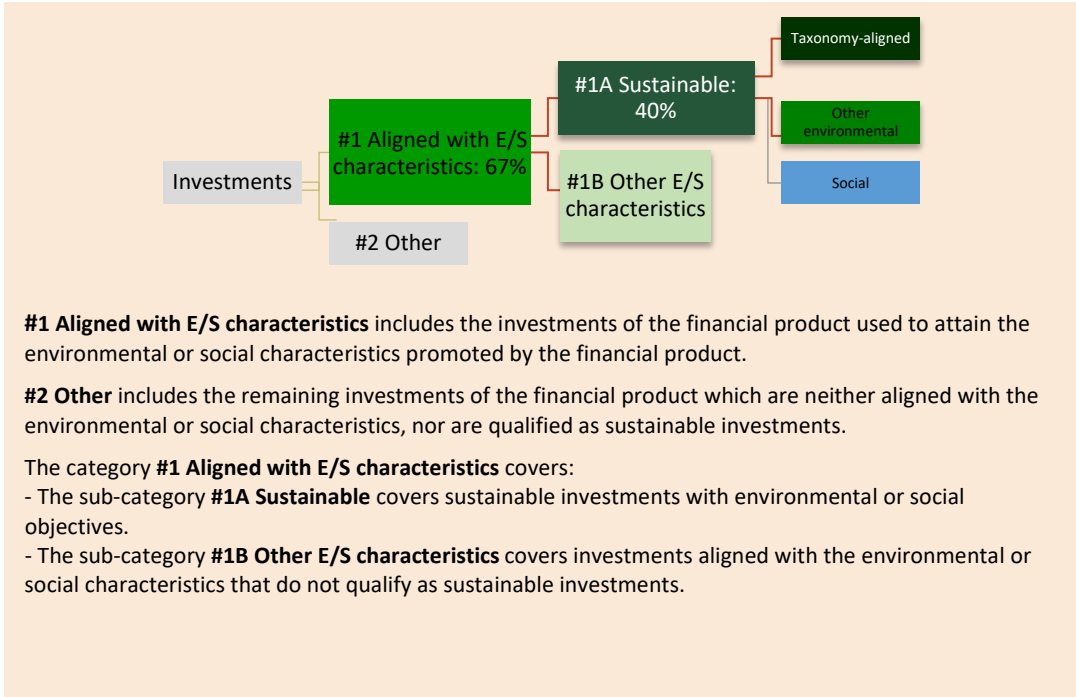 Taxonomy-aligned
#1A Sustainable:
40%
Other
environmental
#1 Aligned with E/S
characteristics: 67%
Investments
#1B Other E/S
characteristics
Social
#2 Other
#1 Aligned with E/S characteristics includes the investments of the financial product used to attain the
environmental or social characteristics promoted by the financial product.
#2 Other includes the remaining investments of the financial product which are neither aligned with the
environmental or social characteristics, nor are qualified as sustainable investments.
The category #1 Aligned with E/S characteristics covers:
- The sub-category #1A Sustainable covers sustainable investments with environmental or social
objectives.
- The sub-category #1B Other E/S characteristics covers investments aligned with the environmental or
social characteristics that do not qualify as sustainable investments.